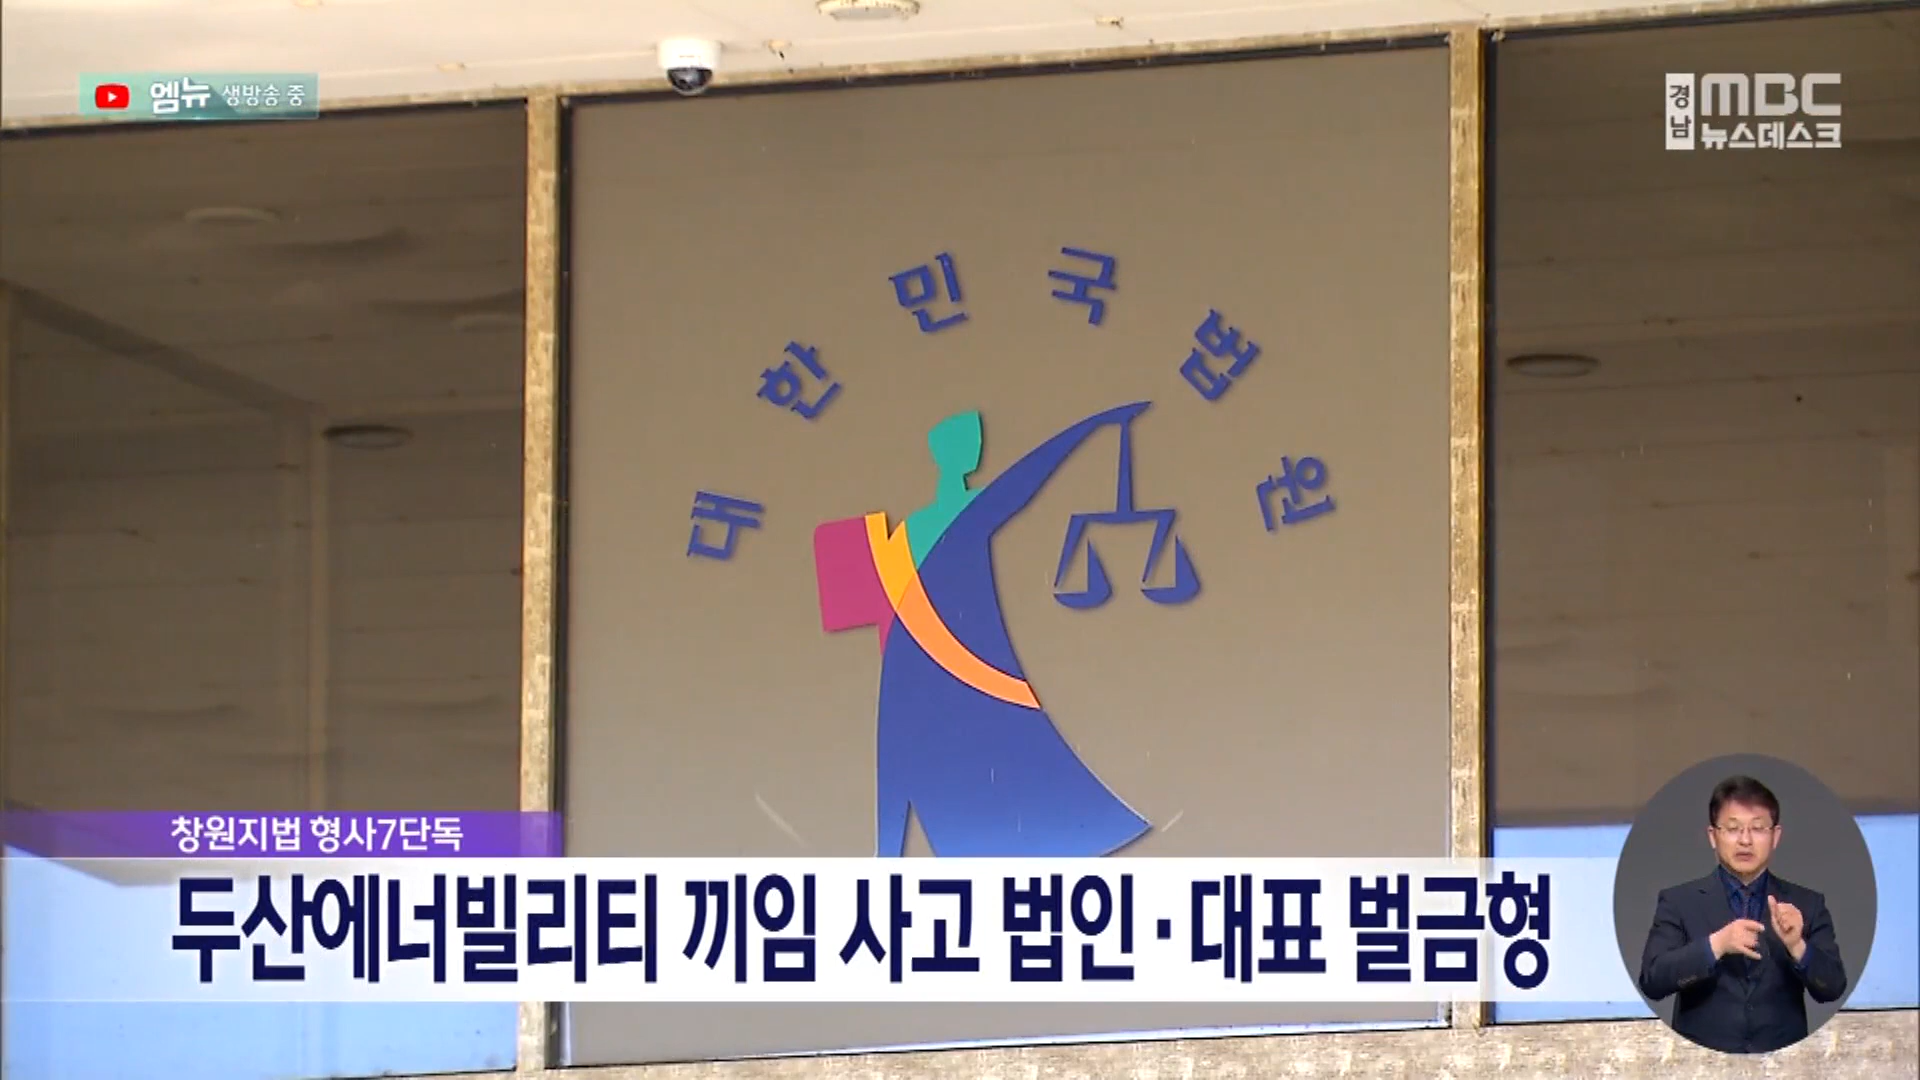 엠뉴 생방송 중
경남 MBC
뉴스데스크
대한민국법원
창원지법 형사7단독
두산에너빌리티 끼임 사고 법인·대표 벌금형